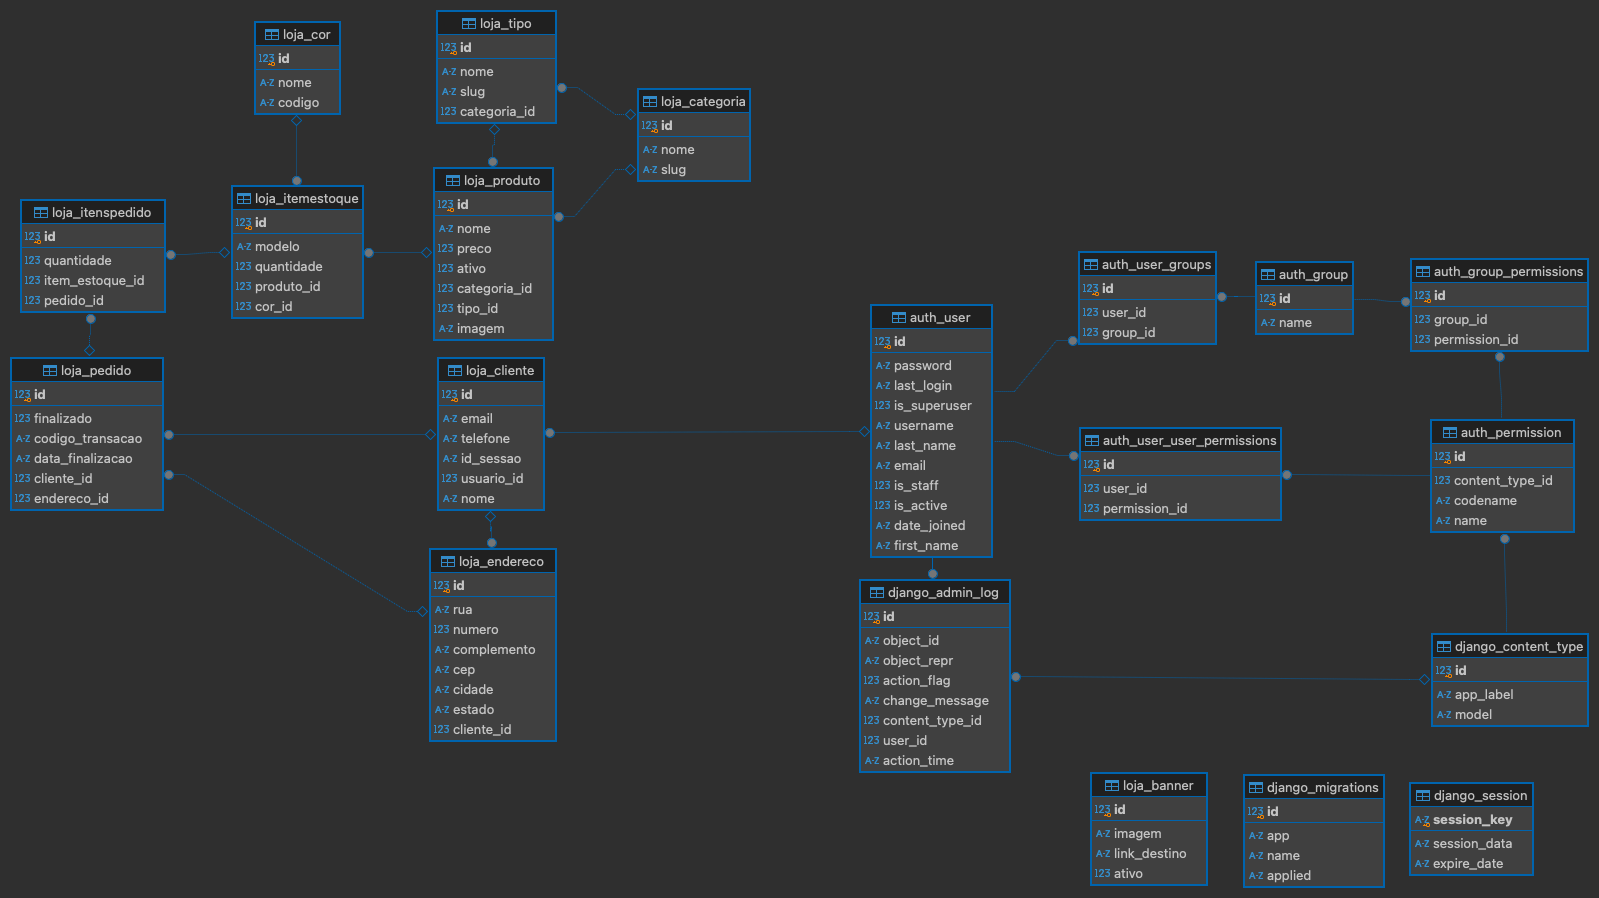 loja_cor
123 id
A-Z nome
A-Z codigo
loja_tipo
123 id
A-Z nome
A-Z slug
123 categoria_id
loja_categoria
123 id
A-Z nome
A-Z slug
loja_itenspedido
123 id
123 quantidade
123 item_estoque_id
123 pedido_id
loja_itemestoque
123 id
A-Z modelo
123 quantidade
123 produto_id
123 cor_id
loja_produto
123 id
A-Z nome
123 preco
123 ativo
123 categoria_id
123 tipo_id
A-Z imagem
loja_pedido
123 id
123 finalizado
A-Z codigo_transacao
A-Z data_finalizacao
123 cliente_id
123 endereco_id
loja_cliente
123 id
A-Z email
A-Z telefone
A-Z id_sessao
123 usuario_id
A-Z nome
loja_endereco
123 id
A-Z rua
123 numero
A-Z complemento
A-Z cep
A-Z cidade
A-Z estado
123 cliente_id
auth_user
123 id
A-Z password
A-Z last_login
123 is_superuser
A-Z username
A-Z last_name
A-Z email
123 is_staff
123 is_active
A-Z date_joined
A-Z first_name
auth_user_groups
123 id
123 user_id
123 group_id
auth_group
123 id
A-Z name
auth_group_permissions
123 id
123 group_id
123 permission_id
auth_user_user_permissions
123 id
123 user_id
123 permission_id
auth_permission
123 id
123 content_type_id
A-Z codename
A-Z name
django_admin_log
123 id
A-Z object_id
A-Z object_repr
123 action_flag
A-Z change_message
123 content_type_id
123 user_id
A-Z action_time
django_content_type
123 id
A-Z app_label
A-Z model
loja_banner
123 id
A-Z imagem
A-Z link_destino
123 ativo
django_migrations
123 id
A-Z app
A-Z name
A-Z applied
django_session
A-Z session_key
A-Z session_data
A-Z expire_date